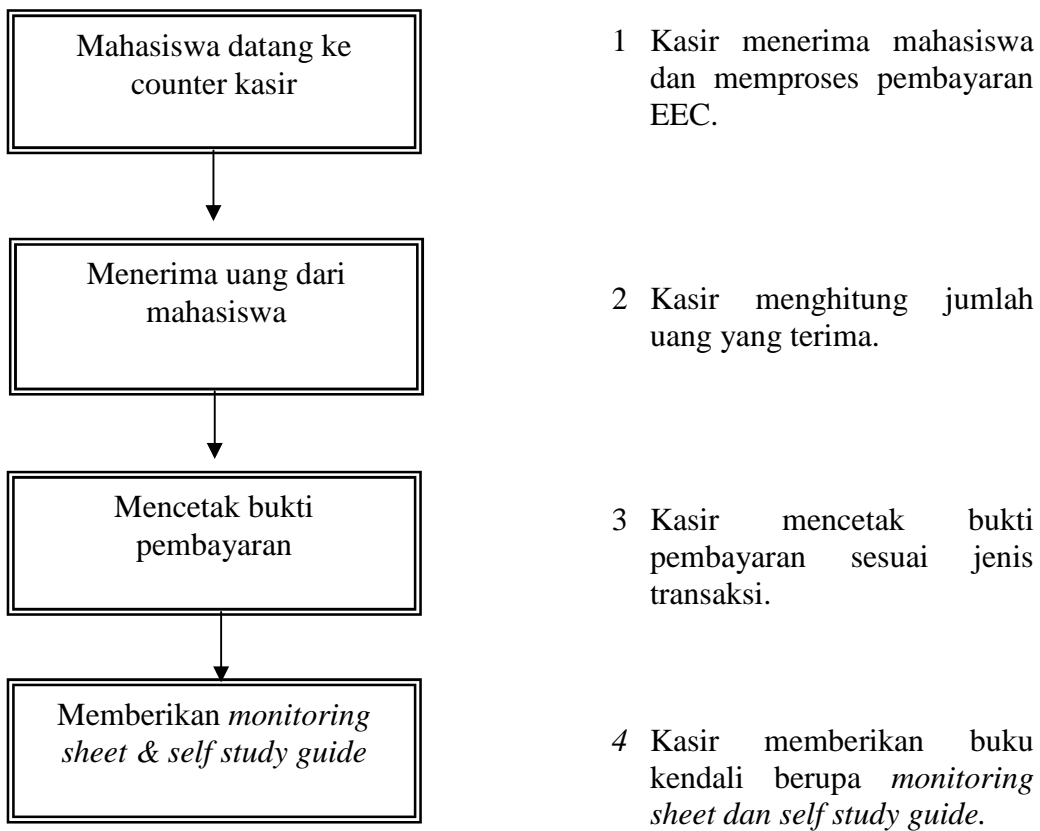 Mahasiswa datang ke
counter kasir
1 Kasir menerima mahasiswa
dan memproses pembayaran
EEC.
Menerima uang dari
mahasiswa
2 Kasir menghitung jumlah
uang yang terima.
Mencetak bukti
pembayaran
3 Kasir mencetak bukti
pembayaran sesuai jenis
transaksi.
Memberikan monitoring
sheet & self study guide
4 Kasir memberikan buku
kendali berupa monitoring
sheet dan self study guide.